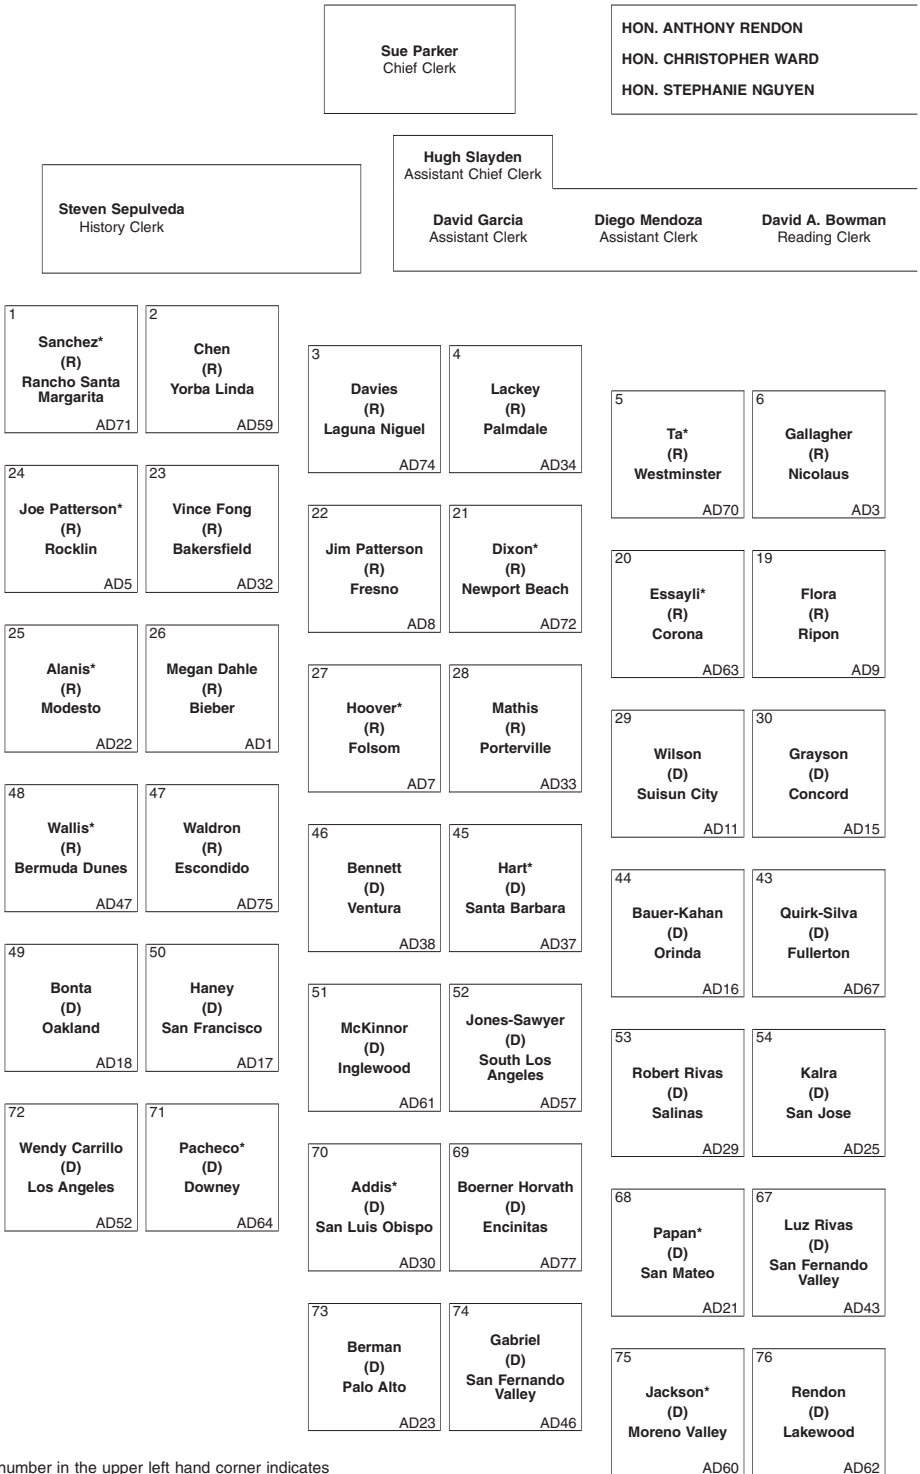 Sue Parker
Chief Clerk
HON. ANTHONY RENDON
HON. CHRISTOPHER WARD
HON. STEPHANIE NGUYEN
Hugh Slayden
Assistant Chief Clerk
Steven Sepulveda
History Clerk
David Garcia
Assistant Clerk
Diego Mendoza
Assistant Clerk
David A. Bowman
Reading Clerk
1
Sanchez*
(R)
Rancho Santa
Margarita
AD71
2
Chen
(R)
Yorba Linda
AD59
3
Davies
(R)
Laguna Niguel
AD74
4
Lackey
(R)
Palmdale
AD34
5
Ta*
(R)
Westminster
AD70
6
Gallagher
(R)
Nicolaus
AD3
24
Joe Patterson*
(R)
Rocklin
AD5
23
Vince Fong
(R)
Bakersfield
AD32
22
Jim Patterson
(R)
Fresno
AD8
21
Dixon*
(R)
Newport Beach
AD72
20
Essayli*
(R)
Corona
AD63
19
Flora
(R)
Ripon
AD9
25
Alanis*
(R)
Modesto
AD22
26
Megan Dahle
(R)
Bieber
AD1
27
Hoover*
(R)
Folsom
AD7
28
Mathis
(R)
Porterville
AD33
29
Wilson
(D)
Suisun City
AD11
30
Grayson
(D)
Concord
AD15
48
Wallis*
(R)
Bermuda Dunes
AD47
47
Waldron
(R)
Escondido
AD75
46
Bennett
(D)
Ventura
AD38
45
Hart*
(D)
Santa Barbara
AD37
44
Bauer-Kahan
(D)
Orinda
AD16
43
Quirk-Silva
(D)
Fullerton
AD67
49
Bonta
(D)
Oakland
AD18
50
Haney
(D)
San Francisco
AD17
51
McKinnor
(D)
Inglewood
AD61
52
Jones-Sawyer
(D)
South Los
Angeles
AD57
53
Robert Rivas
(D)
Salinas
AD29
54
Kalra
(D)
San Jose
AD25
72
Wendy Carrillo
(D)
Los Angeles
AD52
71
Pacheco*
(D)
Downey
AD64
70
Addis*
(D)
San Luis Obispo
AD30
69
Boerner Horvath
(D)
Encinitas
AD77
68
Papan*
(D)
San Mateo
AD21
67
Luz Rivas
(D)
San Fernando
Valley
AD43
73
Berman
(D)
Palo Alto
AD23
74
Gabriel
(D)
San Fernando
Valley
AD46
75
Jackson*
(D)
Moreno Valley
AD60
76
Rendon
(D)
Lakewood
AD62
number in the upper left hand corner indicates